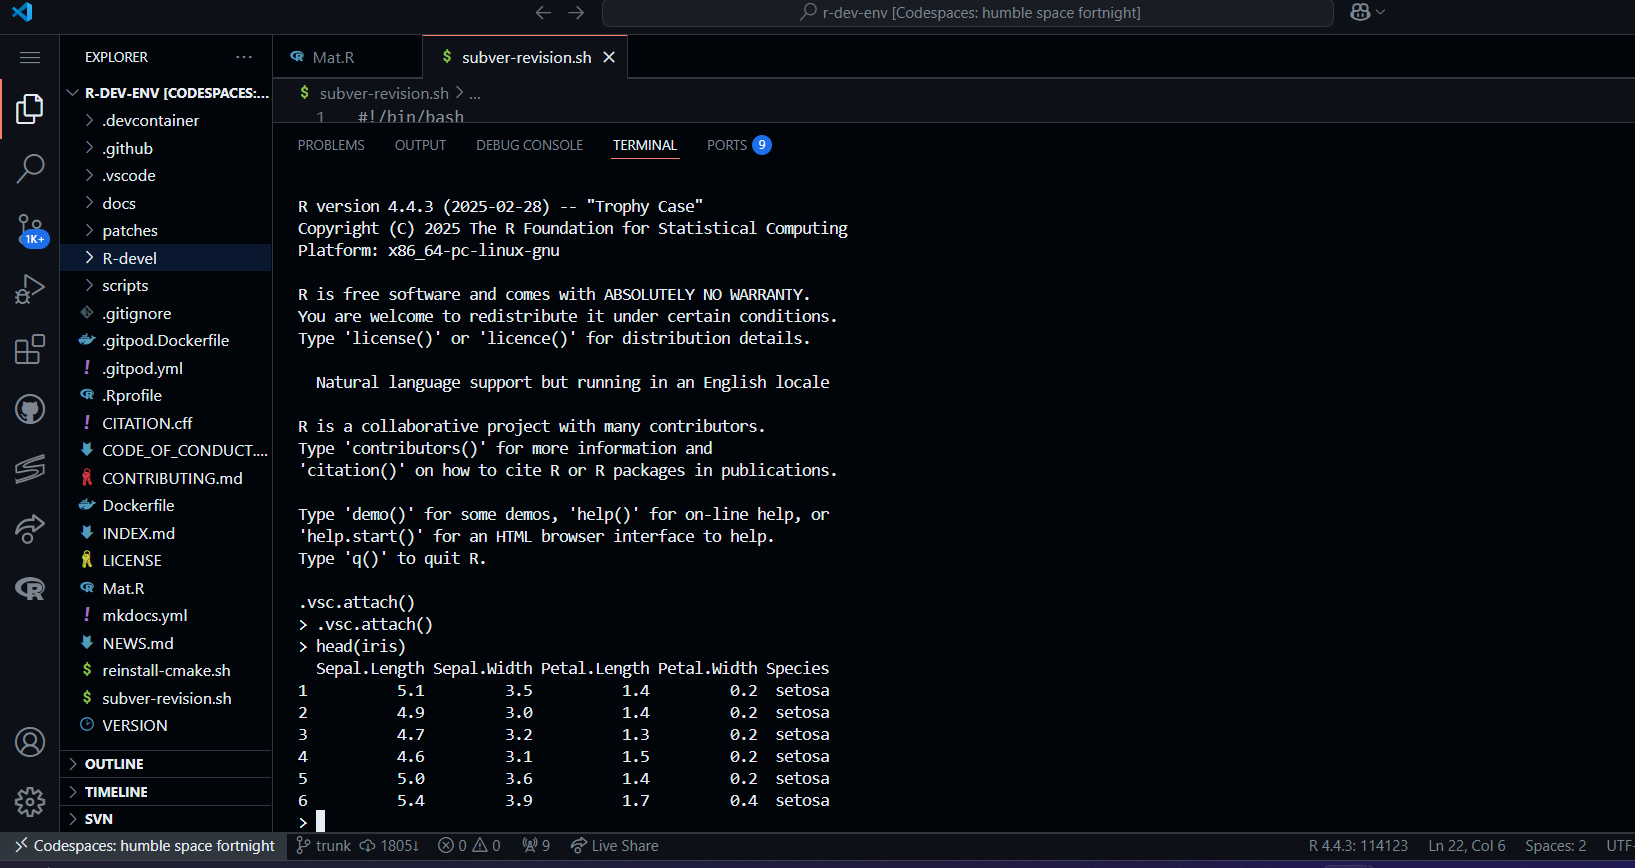 r-dev-env [Codespaces: humble space fortnight]
EXPLORER
R-DEV-ENV [CODESPACES:...
.devcontainer
.github
.vscode
docs
patches
R-devel
scripts
.gitignore
.gitpod.Dockerfile
.gitpod.yml
.Rprofile
CITATION.cff
CODE_OF_CONDUCT....
CONTRIBUTING.md
Dockerfile
INDEX.md
LICENSE
Mat.R
mkdocs.yml
NEWS.md
reinstall-cmake.sh
subver-revision.sh
VERSION
OUTLINE
TIMELINE
SVN
1K+
Mat.R
$ subver-revision.sh
$ subver-revision.sh > ...
1 #!/bin/bash
PROBLEMS OUTPUT DEBUG CONSOLE TERMINAL PORTS 9
R version 4.4.3 (2025-02-28) -- "Trophy Case"
Copyright (C) 2025 The R Foundation for Statistical Computing
Platform: x86_64-pc-linux-gnu
R is free software and comes with ABSOLUTELY NO WARRANTY.
You are welcome to redistribute it under certain conditions.
Type 'license()' or 'licence()' for distribution details.
Natural language support but running in an English locale
R is a collaborative project with many contributors.
Type 'contributors()' for more information and
'citation()' on how to cite R or R packages in publications.
Type 'demo()' for some demos, 'help()' for on-line help, or
'help.start()' for an HTML browser interface to help.
Type 'q()' to quit R.
.vsc.attach()
> .vsc.attach()
> head(iris)
Sepal.Length Sepal.Width Petal.Length Petal.Width Species
1 5.1 3.5 1.4 0.2 setosa
2 4.9 3.0 1.4 0.2 setosa
3 4.7 3.2 1.3 0.2 setosa
4 4.6 3.1 1.5 0.2 setosa
5 5.0 3.6 1.4 0.2 setosa
6 5.4 3.9 1.7 0.4 setosa
>
Codespaces: humble space fortnight trunk 1805↓ 0 0 9 Live Share R 4.4.3: 114123 Ln 22, Col 6 Spaces: 2 UTF-